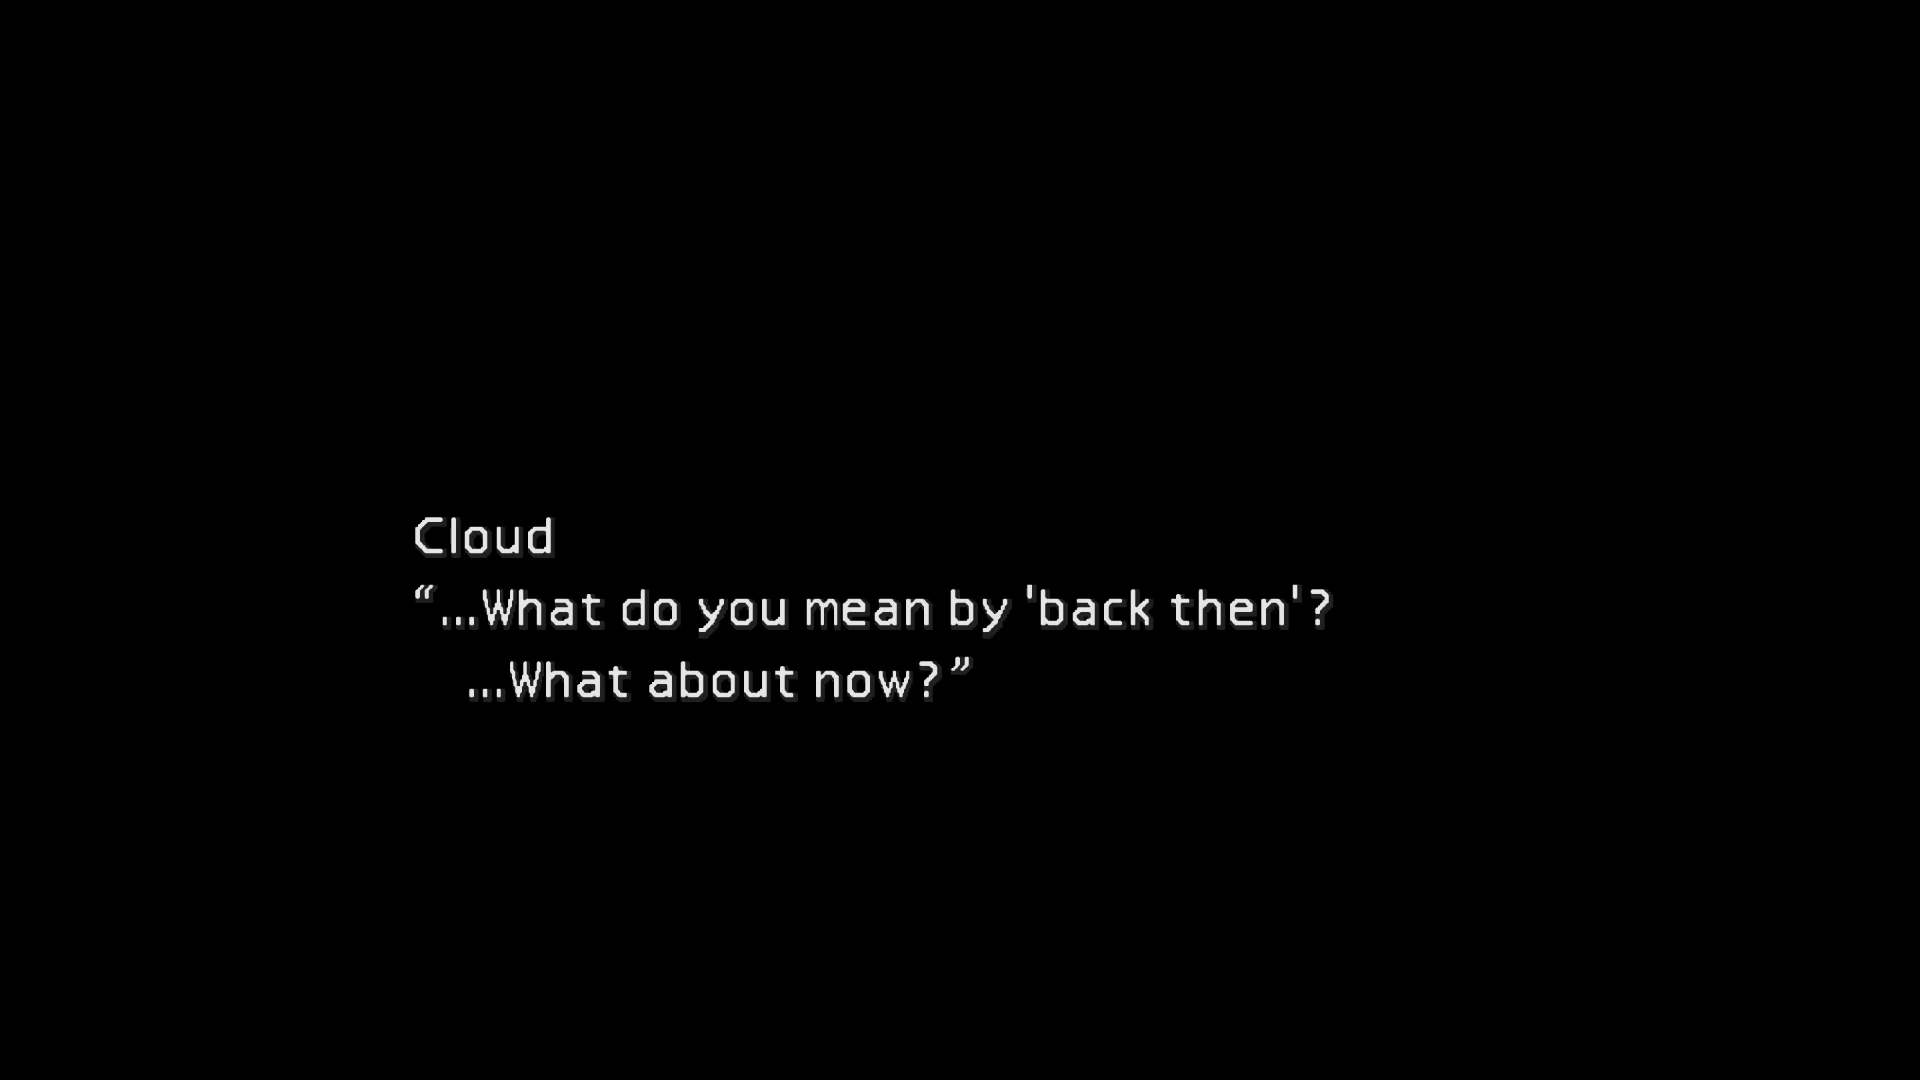 Cloud
“...What do you mean by 'back then'?
...What about now?”